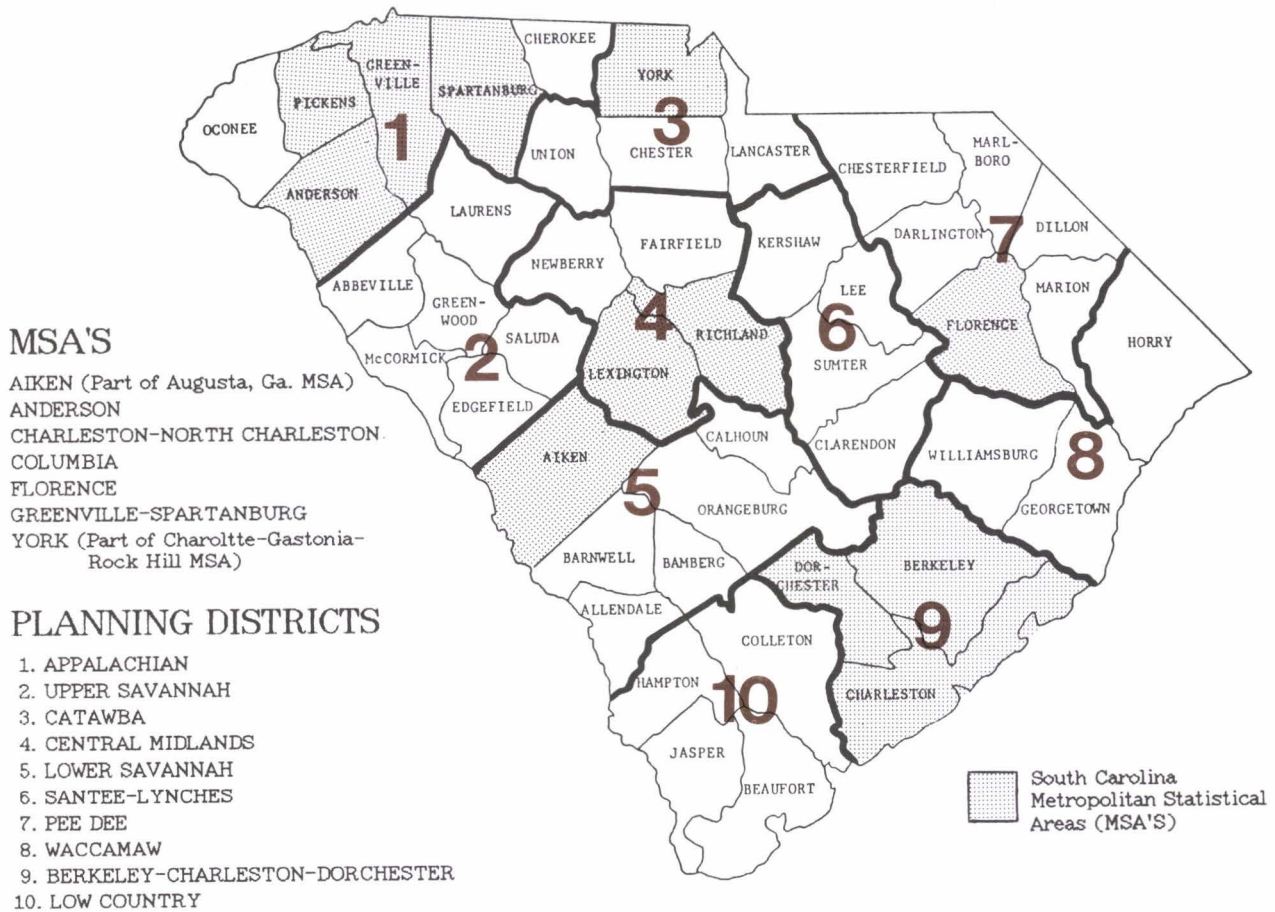 CHEROKEE
GREEN-
VILLE
YORK
SPARTANBURG
PICKENS
OCONEE
1
3
UNION
CHESTER
LANCASTER
CHESTERFIELD
MARL-
BORO
ANDERSON
LAURENS
FAIRFIELD
KERSHAW
DARLINGTON
7
DILLON
NEWBERRY
ABBEVILLE
GREEN-
WOOD
LEE
MARION
4
6
RICHLAND
FLORENCE
HORRY
SALUDA
2
McCORMICK
LEXINGTON
SUMTER
EDGEFIELD
CALHOUN
CLARENDON
WILLIAMSBURG
8
AIKEN
5
ORANGEBURG
GEORGETOWN
BARNWELL
BAMBERG
DOR-
CHESTER
BERKELEY
ALLENDALE
9
COLLETON
HAMPTON
10
CHARLESTON
JASPER
BEAUFORT
MSA'S
AIKEN (Part of Augusta, Ga. MSA)
ANDERSON
CHARLESTON-NORTH CHARLESTON
COLUMBIA
FLORENCE
GREENVILLE-SPARTANBURG
YORK (Part of Charoltte-Gastonia-
Rock Hill MSA)
PLANNING DISTRICTS
1. APPALACHIAN
2. UPPER SAVANNAH
3. CATAWBA
4. CENTRAL MIDLANDS
5. LOWER SAVANNAH
6. SANTEE-LYNCHES
7. PEE DEE
8. WACCAMAW
9. BERKELEY-CHARLESTON-DORCHESTER
10. LOW COUNTRY
South Carolina
Metropolitan Statistical
Areas (MSA'S)